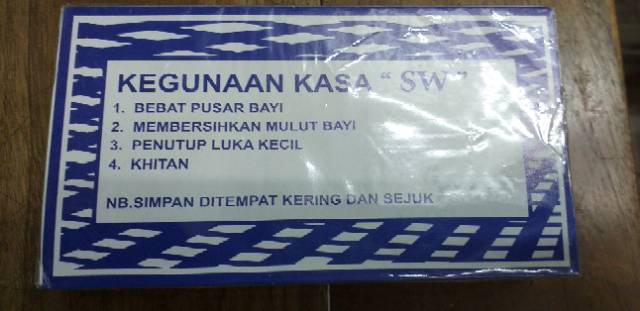 KEGUNAAN KASA “ SW ”
1. BEBAT PUSAR BAYI
2. MEMBERSIHKAN MULUT BAYI
3. PENUTUP LUKA KECIL
4. KHITAN
NB.SIMPAN DITEMPAT KERING DAN SEJUK